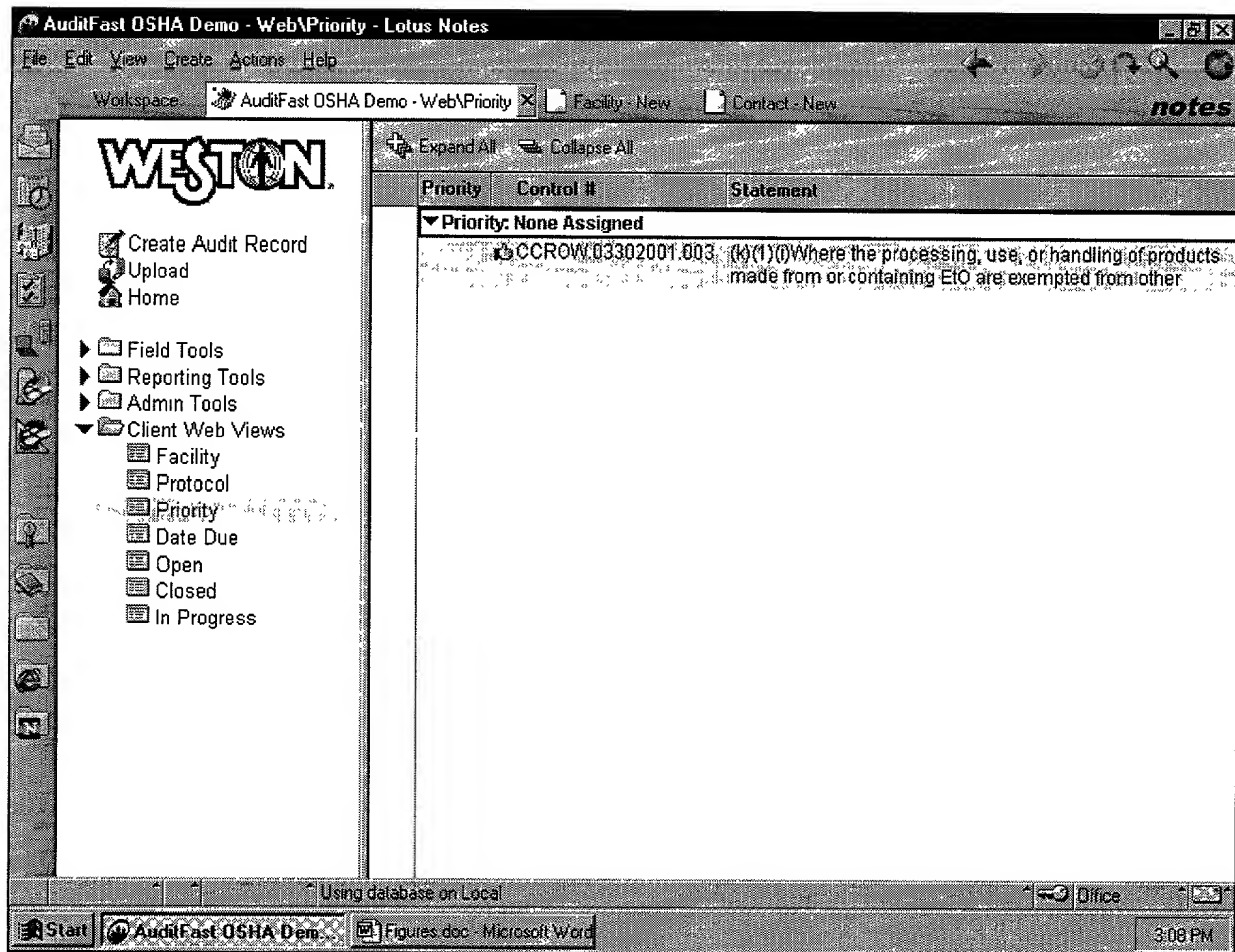 AuditFast OSHA Demo - Web\Priority - Lotus Notes
File Edit View Create Actions Help
Workspace AuditFast OSHA Demo - Web\Priority Facility - New Contact - New notes
WESTON.
Expand All Collapse All
Priority Control # Statement
Priority: None Assigned
CCROW.03302001.003 (k)(1)(i)Where the processing, use, or handling of products
made from or containing EtO are exempted from other
Create Audit Record
Upload
Home
Field Tools
Reporting Tools
Admin Tools
Client Web Views
Facility
Protocol
Priority
Date Due
Open
Closed
In Progress
Using database on Local Office
Start AuditFast OSHA Dem... Figures.doc - Microsoft Word 3:08 PM